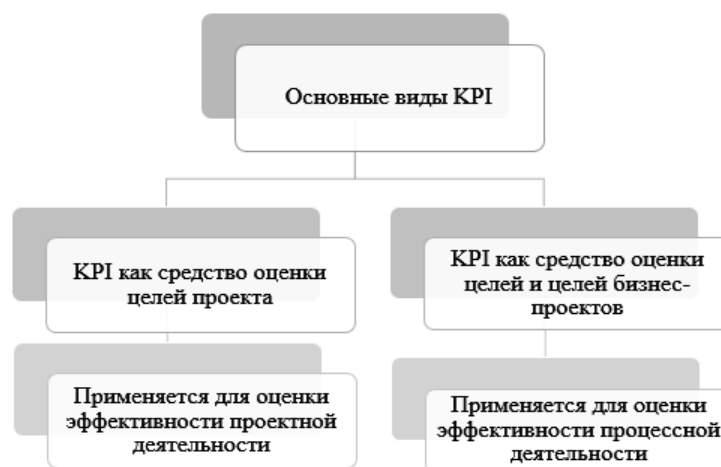 Основные виды KPI
KPI как средство оценки
целей проекта
KPI как средство оценки
целей и целей бизнес-
проектов
Применяется для оценки
эффективности проектной
деятельности
Применяется для оценки
эффективности процессной
деятельности